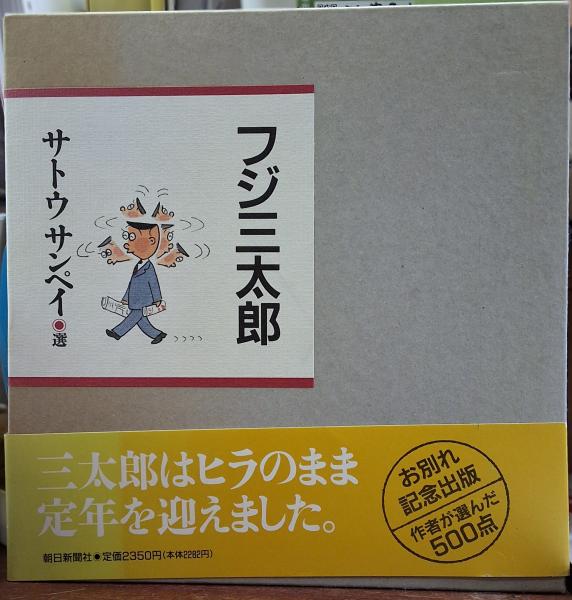 フジ三太郎
サトウサンペイ◉選
三太郎はヒラのまま
定年を迎えました。
お別れ
記念出版
作者が選んだ
500点
朝日新聞社●定価2350円(本体2282円)